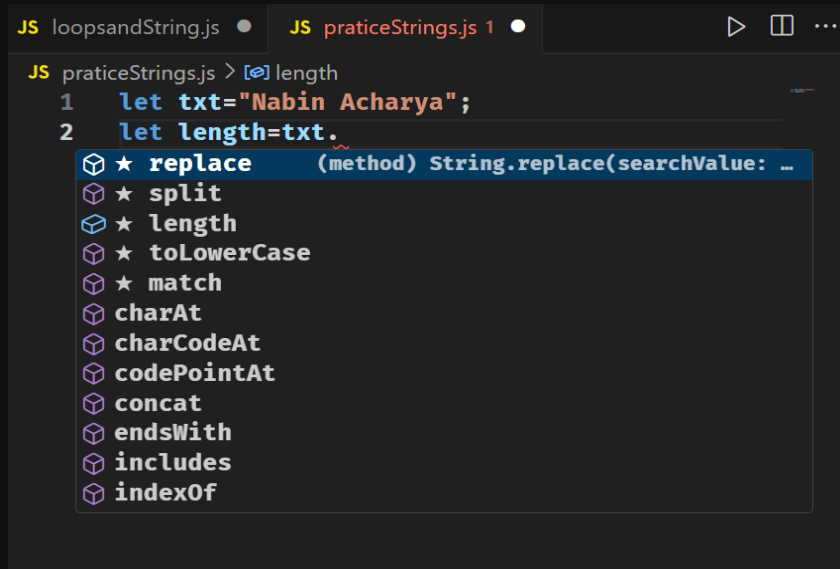 JS loopsandString.js ● JS praticeStrings.js 1 ●
JS praticeStrings.js > length
1 let txt="Nabin Acharya";
2 let length=txt.
★ replace (method) String.replace(searchValue: …
★ split
★ length
★ toLowerCase
★ match
charAt
charCodeAt
codePointAt
concat
endsWith
includes
indexOf